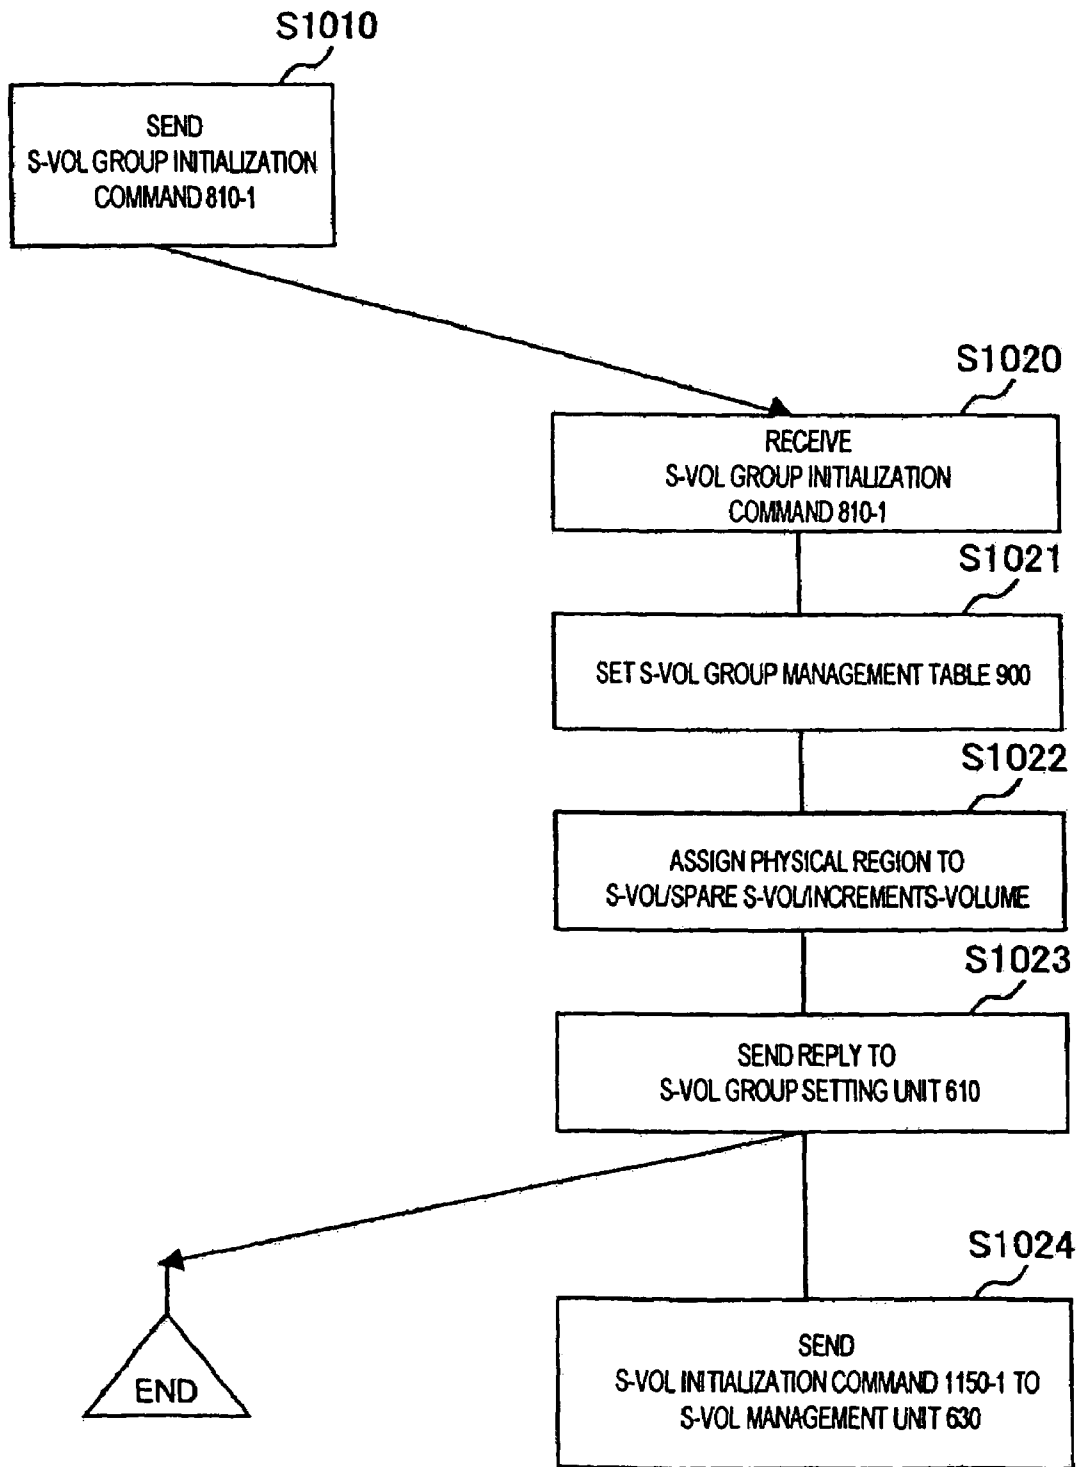 S1010
SEND
S-VOL GROUP INITIALIZATION
COMMAND 810-1
S1020
RECEIVE
S-VOL GROUP INITIALIZATION
COMMAND 810-1
S1021
SET S-VOL GROUP MANAGEMENT TABLE 900
S1022
ASSIGN PHYSICAL REGION TO
S-VOL/SPARE S-VOL/INCREMENTS-VOLUME
S1023
SEND REPLY TO
S-VOL GROUP SETTING UNIT 610
S1024
SEND
S-VOL INITIALIZATION COMMAND 1150-1 TO
S-VOL MANAGEMENT UNIT 630
END